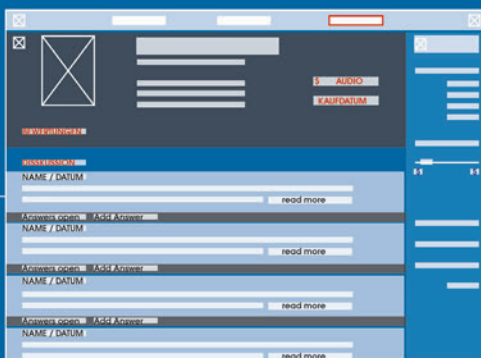 S AUDIO
KAUFDATUM
BEWERTUNGEN
DISSKUSSION
NAME / DATUM
read more
Answers open Add Answer
NAME / DATUM
read more
Answers open Add Answer
NAME / DATUM
read more
Answers open Add Answer
NAME / DATUM
read more